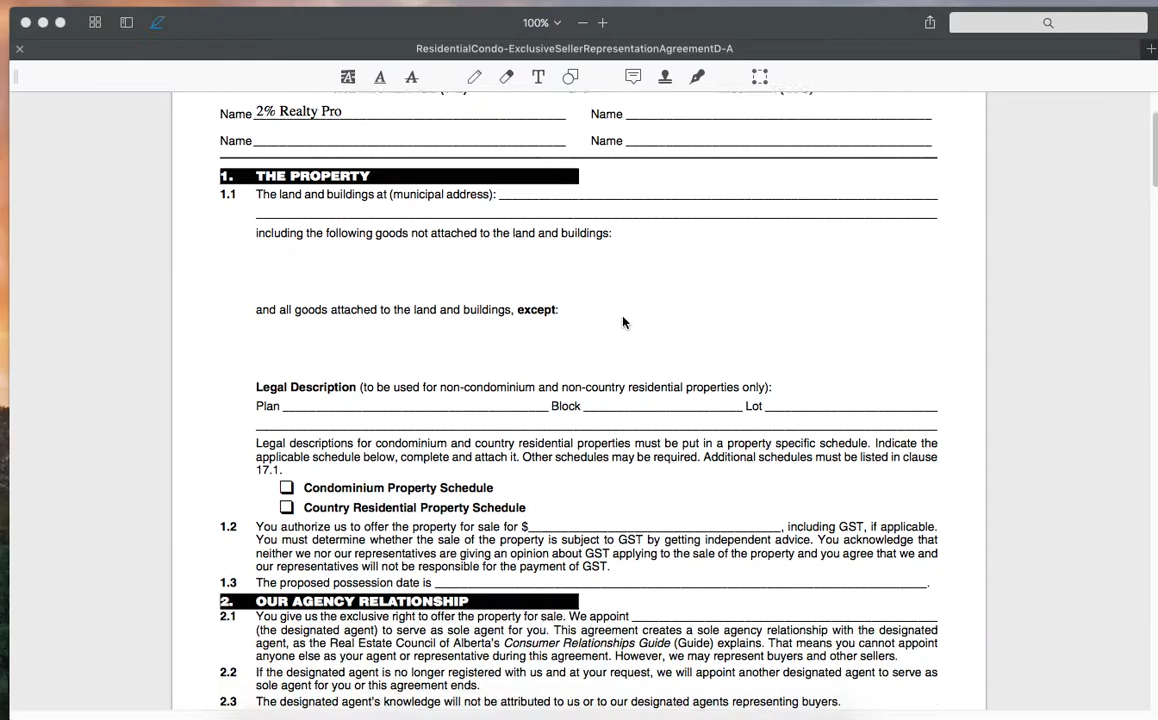 100%
ResidentialCondo-ExclusiveSellerRepresentationAgreementD-A
Name 2% Realty Pro Name
Name Name
1. THE PROPERTY
1.1 The land and buildings at (municipal address):
including the following goods not attached to the land and buildings:
and all goods attached to the land and buildings, except:
Legal Description (to be used for non-condominium and non-country residential properties only):
Plan Block Lot
Legal descriptions for condominium and country residential properties must be put in a property specific schedule. Indicate the
applicable schedule below, complete and attach it. Other schedules may be required. Additional schedules must be listed in clause
17.1.
Condominium Property Schedule
Country Residential Property Schedule
1.2 You authorize us to offer the property for sale for $ , including GST, if applicable.
You must determine whether the sale of the property is subject to GST by getting independent advice. You acknowledge that
neither we nor our representatives are giving an opinion about GST applying to the sale of the property and you agree that we and
our representatives will not be responsible for the payment of GST.
1.3 The proposed possession date is .
2. OUR AGENCY RELATIONSHIP
2.1 You give us the exclusive right to offer the property for sale. We appoint
(the designated agent) to serve as sole agent for you. This agreement creates a sole agency relationship with the designated
agent, as the Real Estate Council of Alberta's Consumer Relationships Guide (Guide) explains. That means you cannot appoint
anyone else as your agent or representative during this agreement. However, we may represent buyers and other sellers.
2.2 If the designated agent is no longer registered with us and at your request, we will appoint another designated agent to serve as
sole agent for you or this agreement ends.
2.3 The designated agent's knowledge will not be attributed to us or to our designated agents representing buyers.